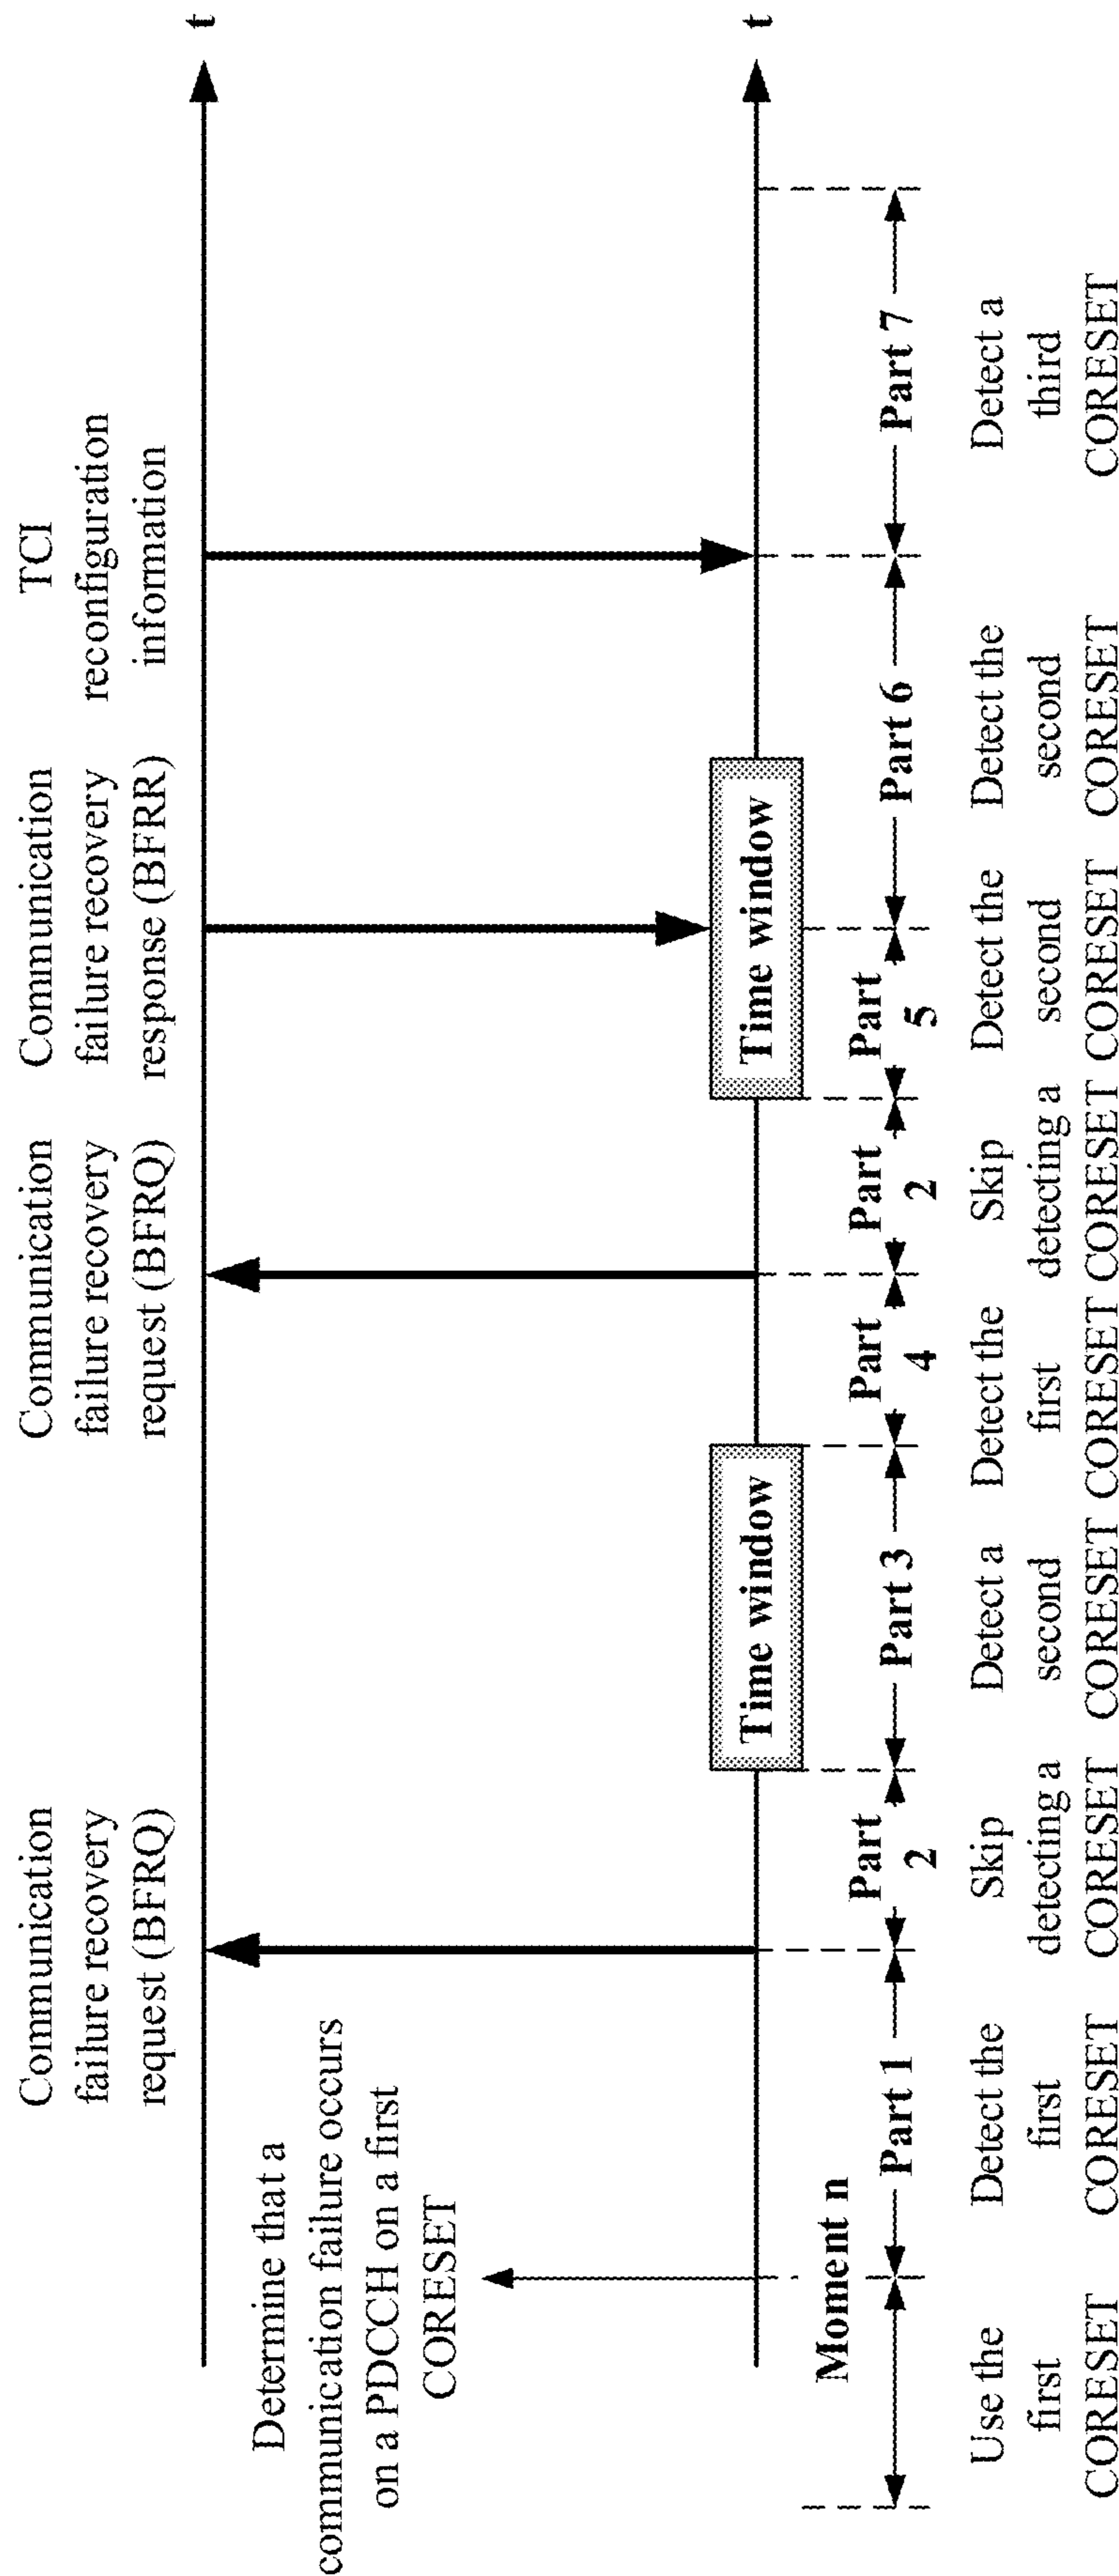 Communication
failure recovery
request (BFRQ)
Communication
failure recovery
request (BFRQ)
Communication
failure recovery
response (BFRR)
TCI
reconfiguration
information
t
Determine that a
communication failure occurs
on a PDCCH on a first
CORESET
Time window
Time window
t
Moment n
Part 1
Part
2
Part 3
Part
4
Part
2
Part
5
Part 6
Part 7
Use the
first
CORESET
Detect the
first
CORESET
Skip
detecting a
CORESET
Detect a
second
CORESET
Detect the
first
CORESET
Skip
detecting a
CORESET
Detect the
second
CORESET
Detect the
second
CORESET
Detect a
third
CORESET